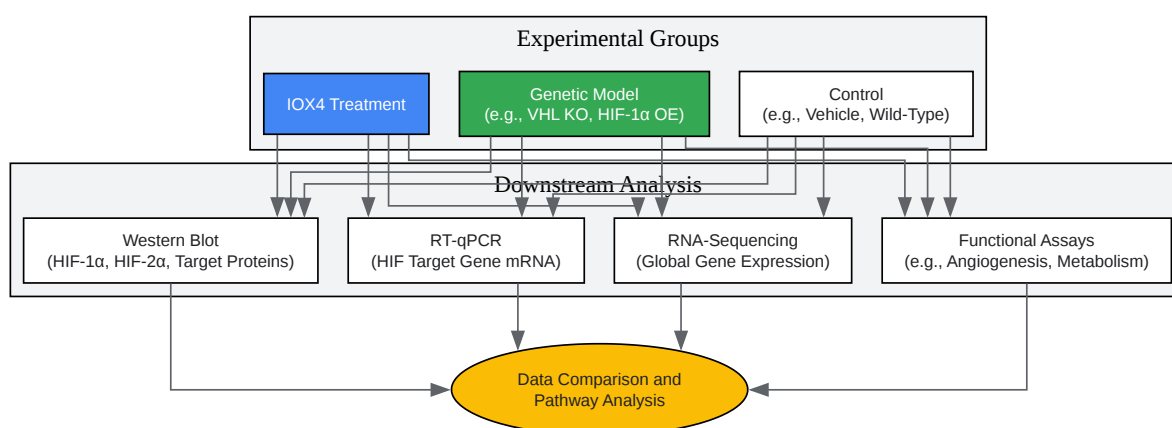 Experimental Groups
IOX4 Treatment
Genetic Model
(e.g., VHL KO, HIF-1α OE)
Control
(e.g., Vehicle, Wild-Type)
Downstream Analysis
Western Blot
(HIF-1α, HIF-2α, Target Proteins)
RT-qPCR
(HIF Target Gene mRNA)
RNA-Sequencing
(Global Gene Expression)
Functional Assays
(e.g., Angiogenesis, Metabolism)
Data Comparison and
Pathway Analysis